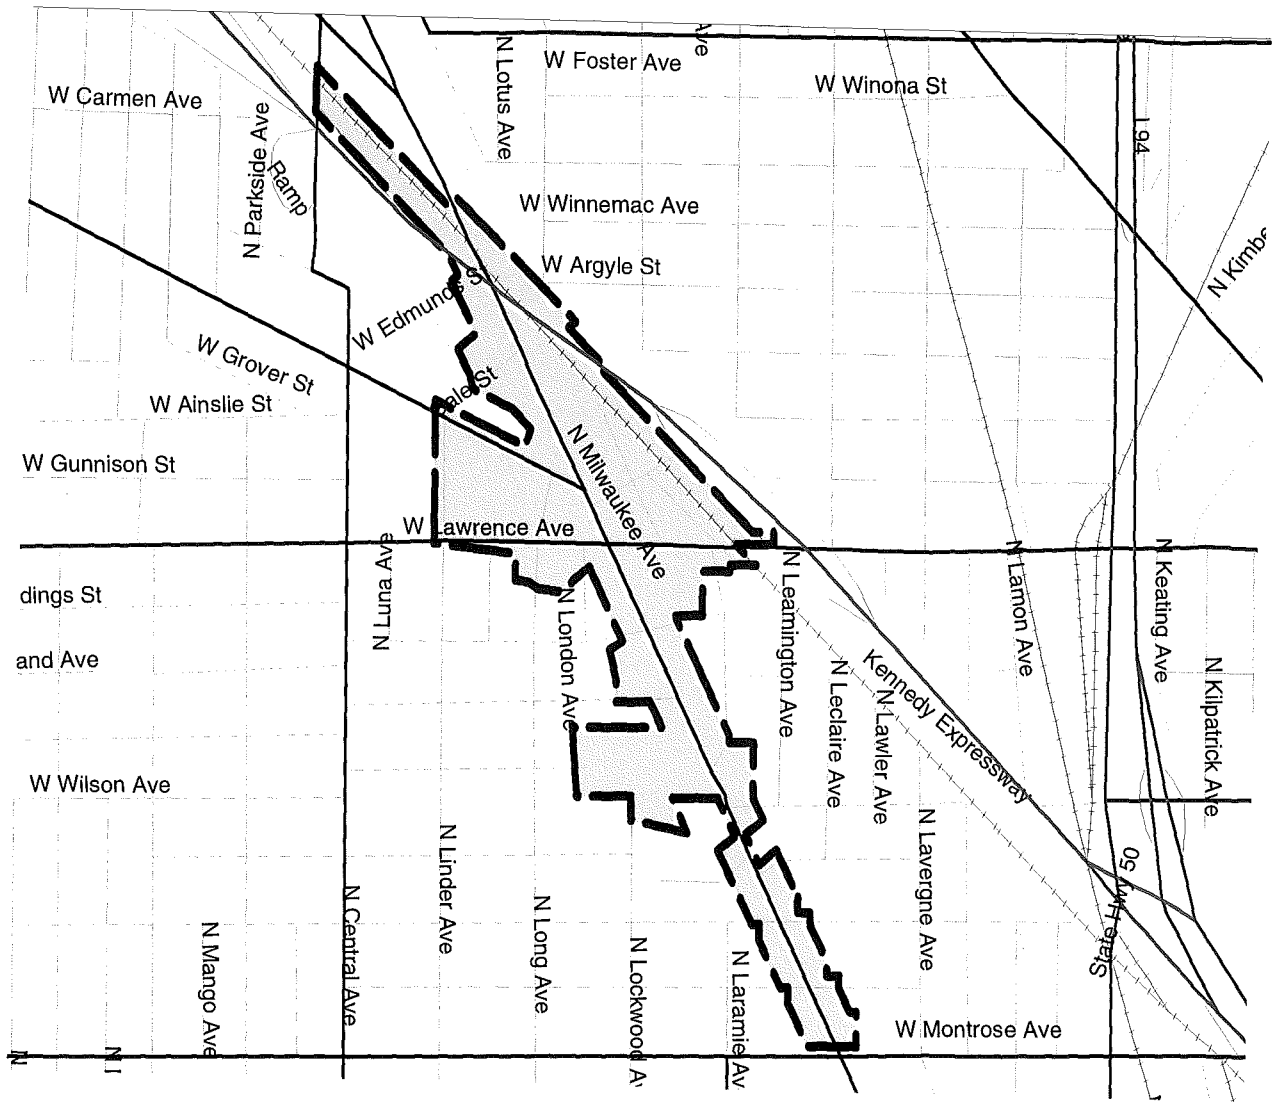 Ave
N Lotus Ave
W Foster Ave
W Winona St
W Carmen Ave
N Parkside Ave
Ramp
I 94
W Winnemac Ave
W Argyle St
N Kimbe
W Edmunds St
W Grover St
W Ainslie St
W Gunnison St
N Milwaukee Ave
W Lawrence Ave
N Luna Ave
dings St
and Ave
N London Ave
N Leamington Ave
N Leclaire Ave
N Lawler Ave
Kennedy Expressway
N Lamon Ave
N Keating Ave
N Kilpatrick Ave
W Wilson Ave
N Linder Ave
N Lavergne Ave
State Hwy 50
N Central Ave
N Long Ave
N Mango Ave
N Lockwood Av
N Laramie Av
W Montrose Ave
N
N